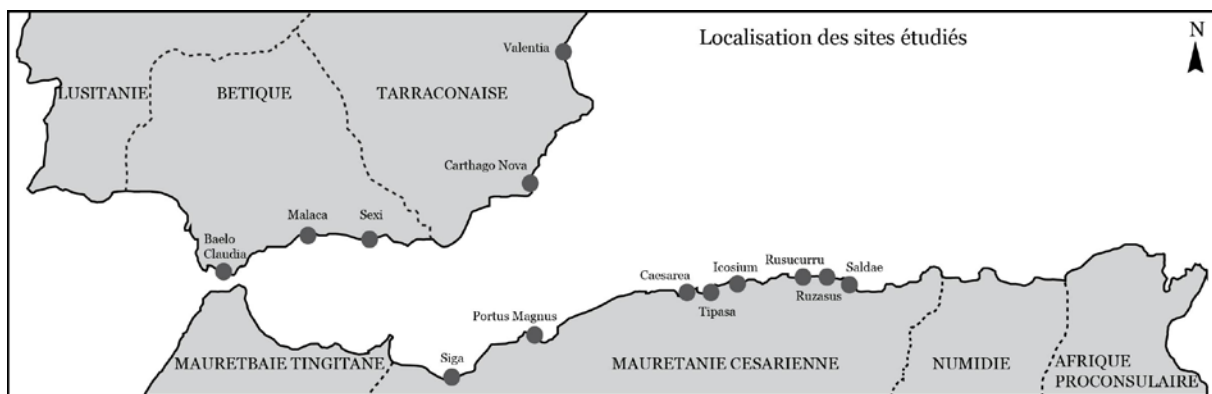 Localisation des sites étudiés
N
Valentia
LUSITANIE
BETIQUE
TARRACONAISE
Carthago Nova
Malaca
Sexi
Baelo
Claudia
Caesarea
Icosium
Rusucurru
Saldae
Tipasa
Ruzasus
Portus Magnus
Siga
MAURETBAIE TINGITANE
MAURETANIE CESARIENNE
NUMIDIE
AFRIQUE
PROCONSULAIRE